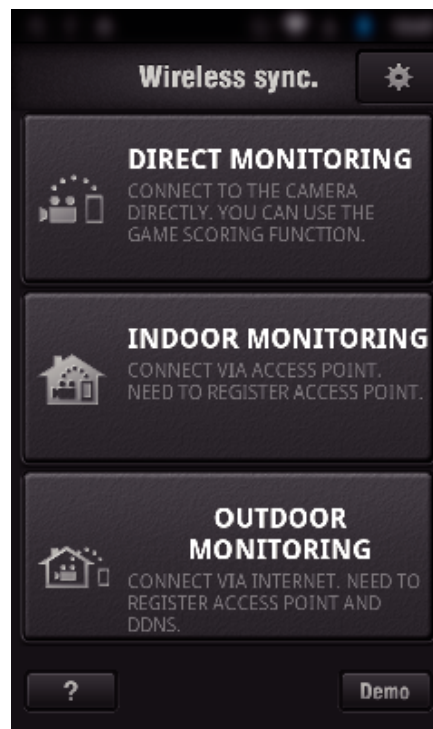 Wireless sync.
DIRECT MONITORING
CONNECT TO THE CAMERA
DIRECTLY. YOU CAN USE THE
GAME SCORING FUNCTION.
INDOOR MONITORING
CONNECT VIA ACCESS POINT.
NEED TO REGISTER ACCESS POINT.
OUTDOOR
MONITORING
CONNECT VIA INTERNET. NEED TO
REGISTER ACCESS POINT AND
DDNS.
?
Demo